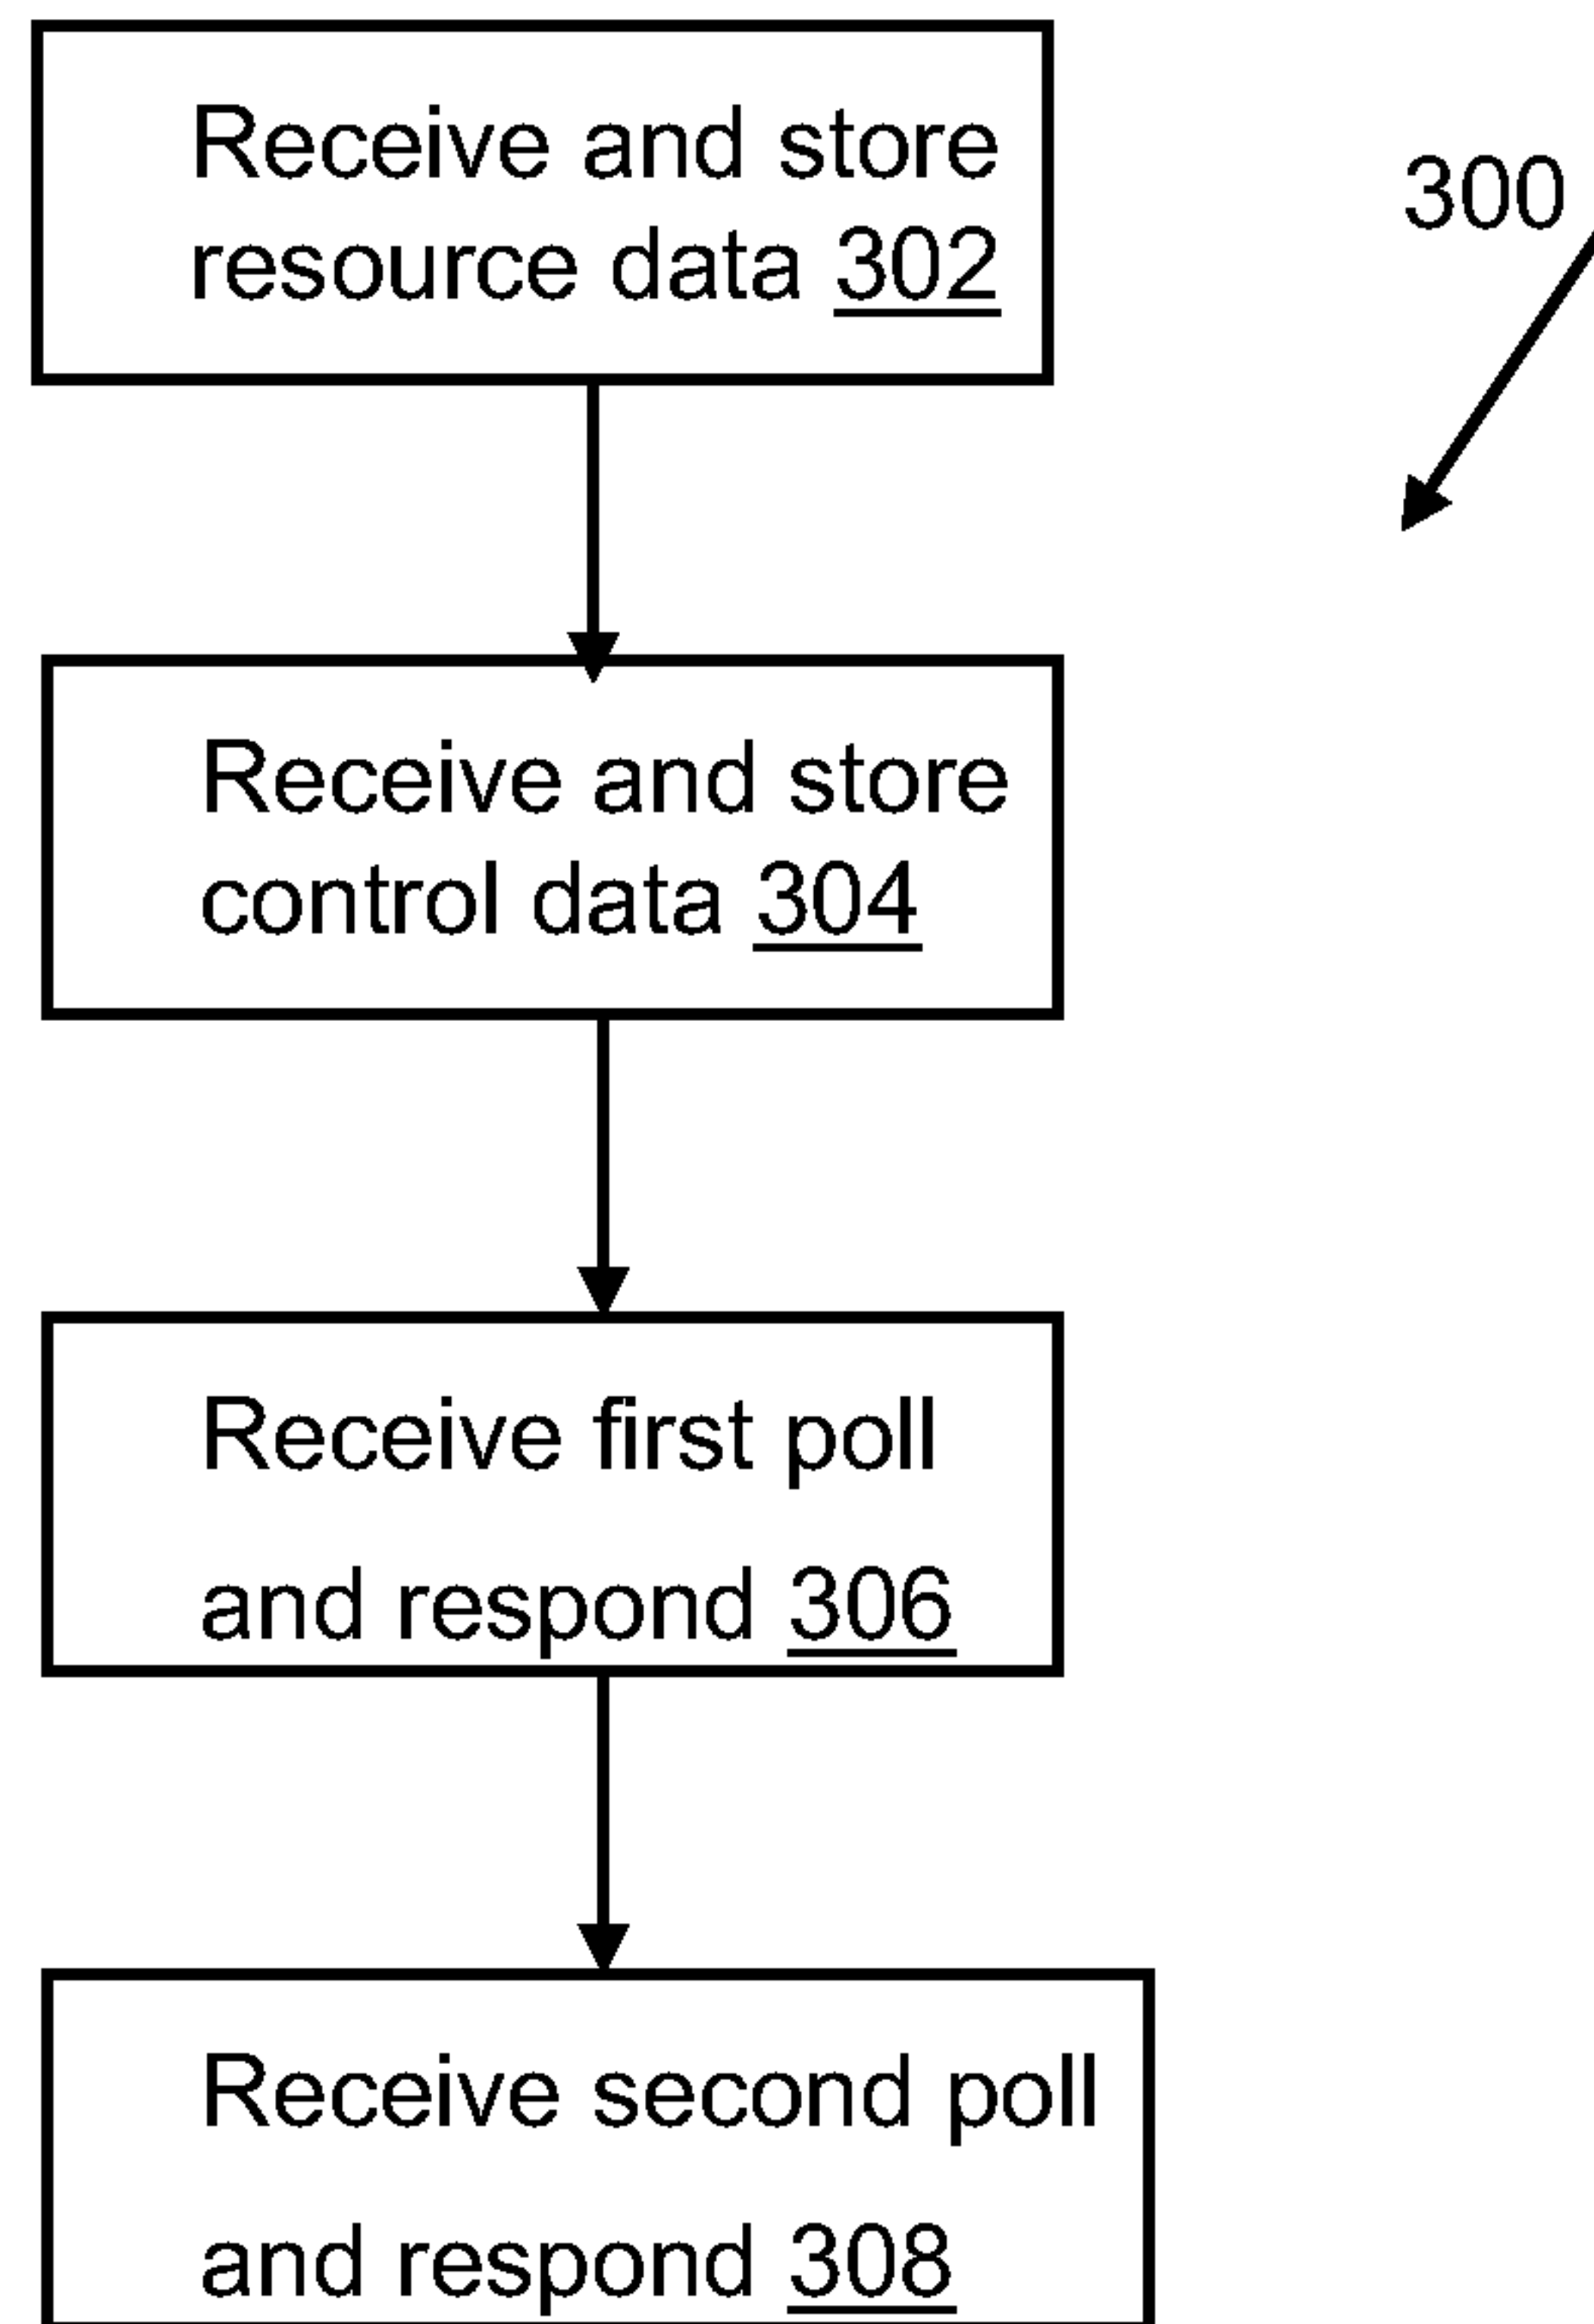 Receive and store
resource data 302
300
Receive and store
control data 304
Receive first poll
and respond 306
Receive second poll
and respond 308